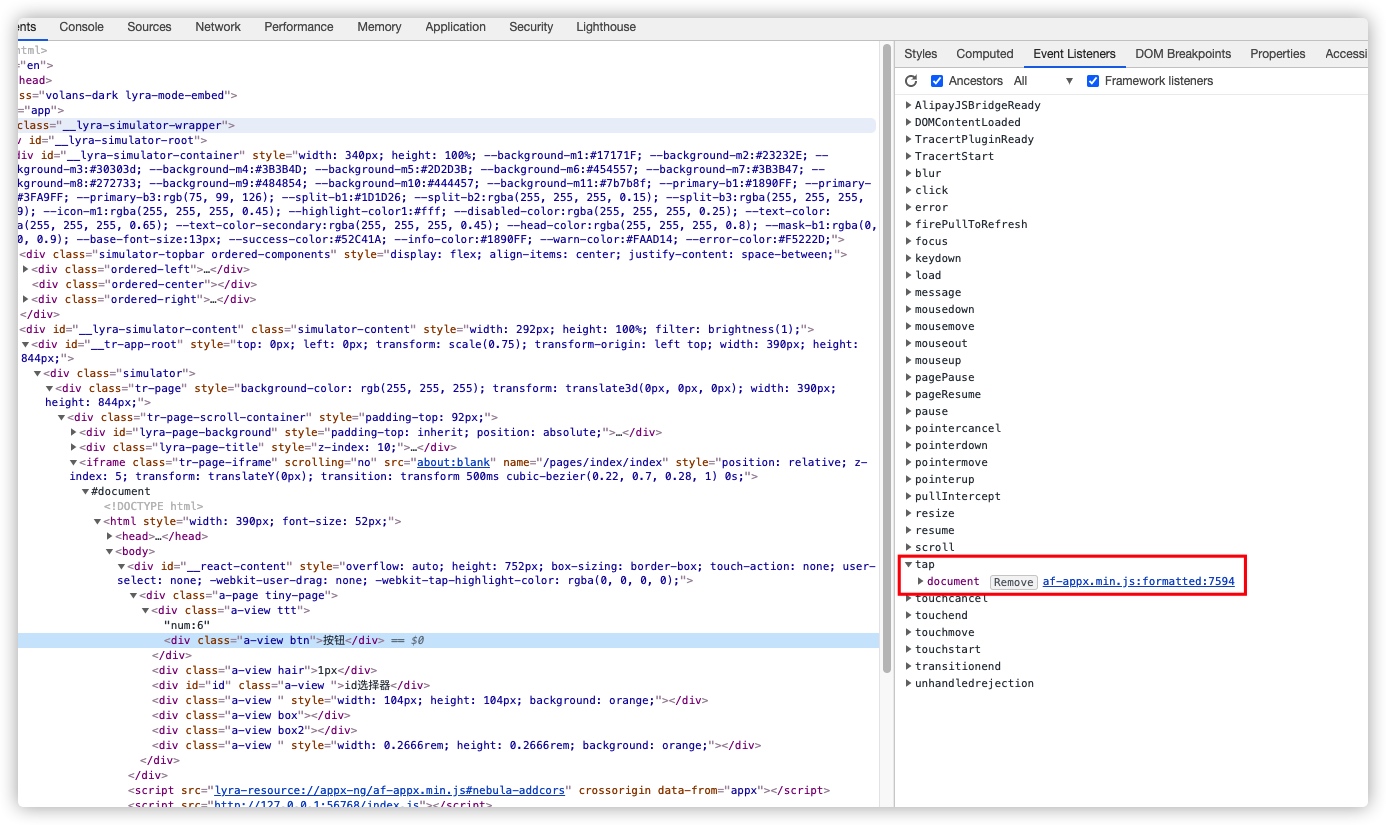 ents Console Sources Network Performance Memory Application Security Lighthouse
html>
="en">
head>
ss="volans-dark lyra-mode-embed">
="app">
class="__lyra-simulator-wrapper">
v id="__lyra-simulator-root">
div id="__lyra-simulator-container" style="width: 340px; height: 100%; --background-m1:#17171F; --background-m2:#23232E; --
kground-m3:#30303d; --background-m4:#3B3B4D; --background-m5:#2D2D3B; --background-m6:#454557; --background-m7:#3B3B47; --
kground-m8:#272733; --background-m9:#484854; --background-m10:#444457; --background-m11:#7b7b8f; --primary-b1:#1890FF; --primary-
#3FA9FF; --primary-b3:rgb(75, 99, 126); --split-b1:#1D1D26; --split-b2:rgba(255, 255, 255, 0.15); --split-b3:rgba(255, 255, 255,
9); --icon-m1:rgba(255, 255, 255, 0.45); --highlight-color1:#fff; --disabled-color:rgba(255, 255, 255, 0.25); --text-color:
a(255, 255, 255, 0.65); --text-color-secondary:rgba(255, 255, 255, 0.45); --head-color:rgba(255, 255, 255, 0.8); --mask-b1:rgba(0,
0, 0.9); --base-font-size:13px; --success-color:#52C41A; --info-color:#1890FF; --warn-color:#FAAD14; --error-color:#F5222D;">
<div class="simulator-topbar ordered-components" style="display: flex; align-items: center; justify-content: space-between;">
<div class="ordered-left">…</div>
<div class="ordered-center"></div>
<div class="ordered-right">…</div>
</div>
<div id="__lyra-simulator-content" class="simulator-content" style="width: 292px; height: 100%; filter: brightness(1);">
<div id="__tr-app-root" style="top: 0px; left: 0px; transform: scale(0.75); transform-origin: left top; width: 390px; height:
844px;">
<div class="simulator">
<div class="tr-page" style="background-color: rgb(255, 255, 255); transform: translate3d(0px, 0px, 0px); width: 390px;
height: 844px;">
<div class="tr-page-scroll-container" style="padding-top: 92px;">
<div id="lyra-page-background" style="padding-top: inherit; position: absolute;">…</div>
<div class="lyra-page-title" style="z-index: 10;">…</div>
<iframe class="tr-page-iframe" scrolling="no" src="about:blank" name="/pages/index/index" style="position: relative; z-
index: 5; transform: translateY(0px); transition: transform 500ms cubic-bezier(0.22, 0.7, 0.28, 1) 0s;">
#document
<!DOCTYPE html>
<html style="width: 390px; font-size: 52px;">
<head>…</head>
<body>
<div id="__react-content" style="overflow: auto; height: 752px; box-sizing: border-box; touch-action: none; user-
select: none; -webkit-user-drag: none; -webkit-tap-highlight-color: rgba(0, 0, 0, 0);">
<div class="a-page tiny-page">
<div class="a-view ttt">
"num:6"
<div class="a-view btn">按钮</div> == $0
</div>
<div class="a-view hair">1px</div>
<div id="id" class="a-view ">id选择器</div>
<div class="a-view " style="width: 104px; height: 104px; background: orange;"></div>
<div class="a-view box"></div>
<div class="a-view box2"></div>
<div class="a-view " style="width: 0.2666rem; height: 0.2666rem; background: orange;"></div>
</div>
</div>
<script src="lyra-resource://appx-ng/af-appx.min.js#nebula-addcors" crossorigin data-from="appx"></script>
<script src="http://127.0.0.1:56768/index.js"></script>
Styles Computed Event Listeners DOM Breakpoints Properties Accessi
Ancestors All Framework listeners
AlipayJSBridgeReady
DOMContentLoaded
TracertPluginReady
TracertStart
blur
click
error
firePullToRefresh
focus
keydown
load
message
mousedown
mousemove
mouseout
mouseup
pagePause
pageResume
pause
pointercancel
pointerdown
pointermove
pointerup
pullIntercept
resize
resume
scroll
tap
document Remove af-appx.min.js:formatted:7594
touchcancel
touchend
touchmove
touchstart
transitionend
unhandledrejection